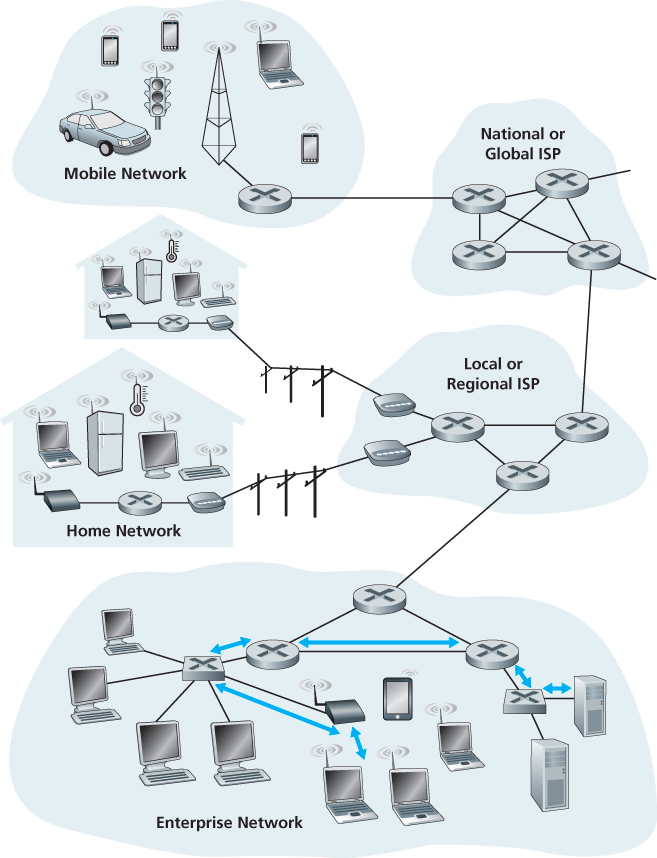 National or
Global ISP
Mobile Network
Local or
Regional ISP
Home Network
Enterprise Network